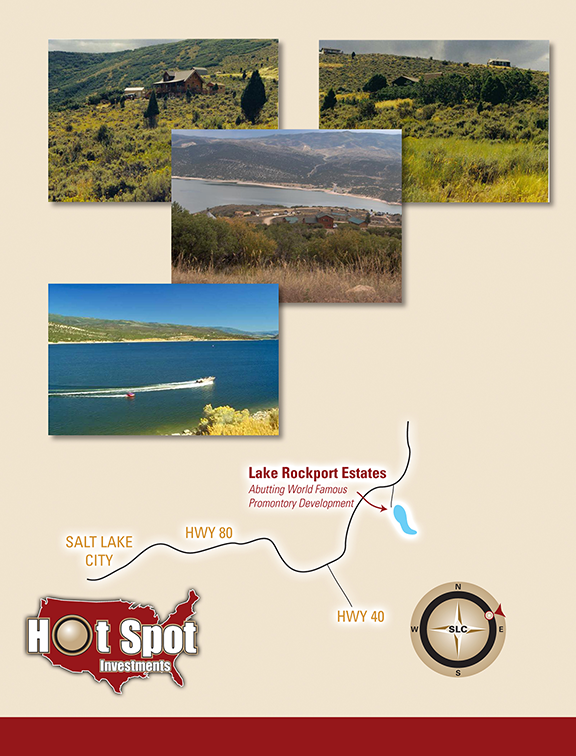 Lake Rockport Estates
Abutting World Famous
Promontory Development
HWY 80
SALT LAKE
CITY
HWY 40
Hot Spot
Investments
N
W
SLC
E
S